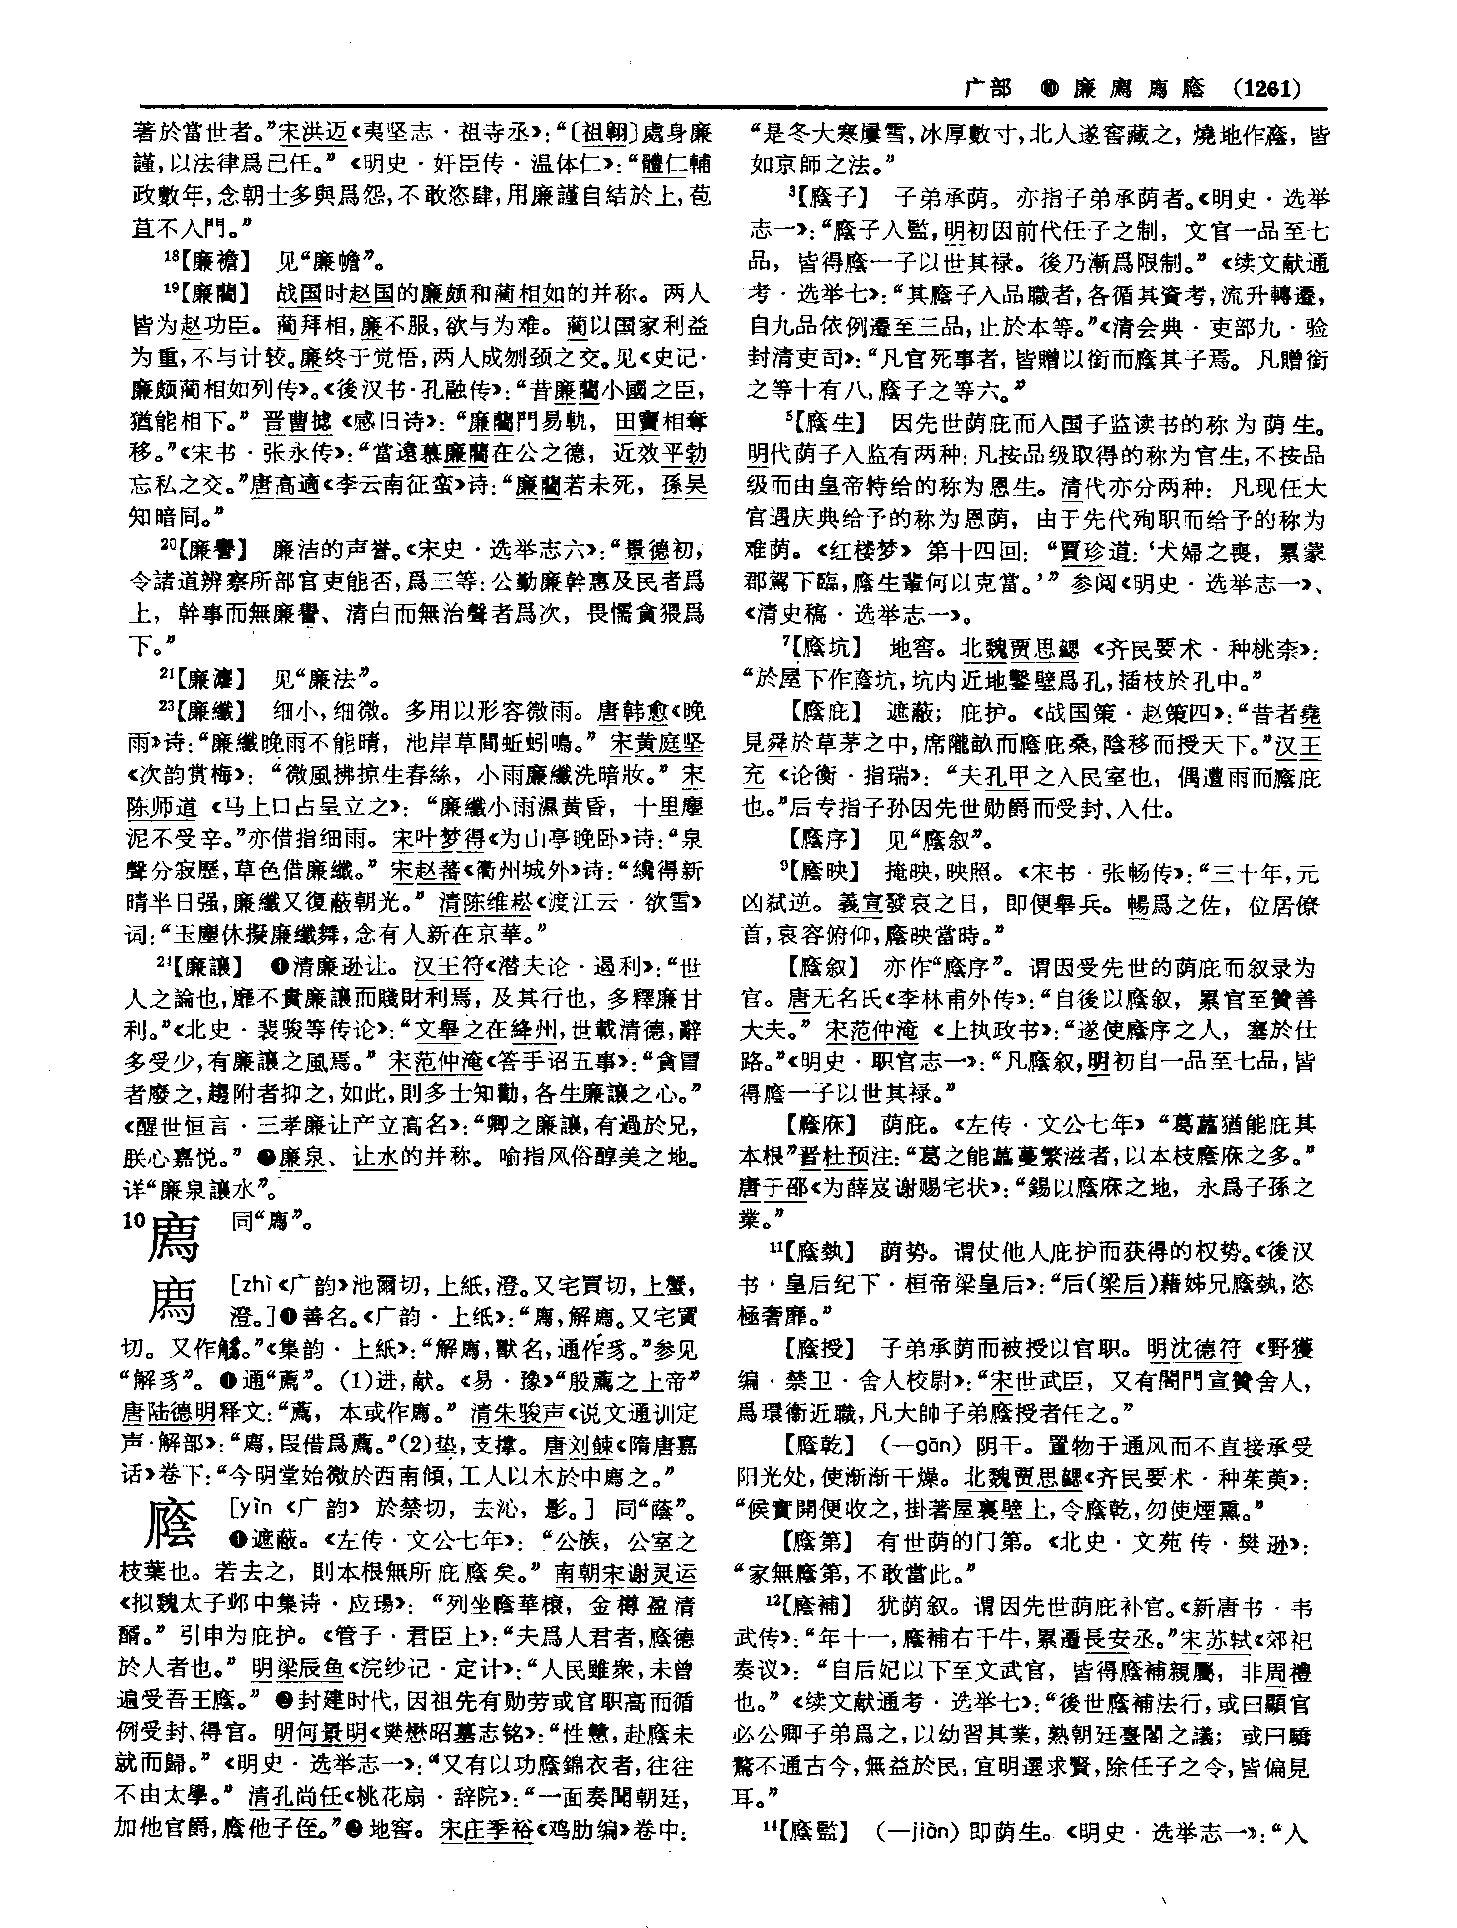 广部 ❿ 廉廌廌廕 (1261)
著於當世者。”宋洪迈《夷坚志·祖寺丞》：“〔祖翱〕處身廉
謹，以法律爲己任。”《明史·奸臣传·温体仁》：“體仁輔
政數年，念朝士多與爲怨，不敢恣肆，用廉謹自結於上，苞
苴不入門。”
18【廉襜】 见“廉幨”。
19【廉藺】 战国时赵国的廉颇和蔺相如的并称。两人
皆为赵功臣。蔺拜相，廉不服，欲与为难。蔺以国家利益
为重，不与计较。廉终于觉悟，两人成刎颈之交。见《史记·
廉颇蔺相如列传》。《後汉书·孔融传》：“昔廉藺小國之臣，
猶能相下。”晋曹摅《感旧诗》：“廉藺門易軌，田竇相奪
移。”《宋书·张永传》：“當遠慕廉藺在公之德，近效平勃
忘私之交。”唐高適《李云南征蛮》诗：“廉藺若未死，孫吴
知暗同。”
20【廉譽】 廉洁的声誉。《宋史·选举志六》：“景德初，
令諸道辨察所部官吏能否，爲三等：公勤廉幹惠及民者爲
上，幹事而無廉譽、清白而無治聲者爲次，畏懦貪猥爲
下。”
21【廉灋】 见“廉法”。
23【廉纖】 细小，细微。多用以形容微雨。唐韩愈《晚
雨》诗：“廉纖晚雨不能晴，池岸草間蚯蚓鳴。”宋黄庭坚
《次韵赏梅》：“微風拂掠生春絲，小雨廉纖洗暗妝。”宋
陈师道《马上口占呈立之》：“廉纖小雨濕黄昏，十里塵
泥不受辛。”亦借指细雨。宋叶梦得《为山亭晚卧》诗：“泉
聲分寂歷，草色借廉纖。”宋赵蕃《衢州城外》诗：“纔得新
晴半日强，廉纖又復蔽朝光。”清陈维崧《渡江云·欲雪》
词：“玉塵休擬廉纖舞，念有人新在京華。”
24【廉讓】 ❶清廉逊让。汉王符《潜夫论·遏利》：“世
人之論也，靡不貴廉讓而賤財利焉，及其行也，多釋廉甘
利。”《北史·裴骏等传论》：“文舉之在絳州，世載清德，辭
多受少，有廉讓之風焉。”宋范仲淹《答手诏五事》：“貪冒
者廢之，趨附者抑之，如此，則多士知勸，各生廉讓之心。”
《醒世恒言·三孝廉让产立高名》：“卿之廉讓，有過於兄，
朕心嘉悦。”❷廉泉、让水的并称。喻指风俗醇美之地。
详“廉泉讓水”。
10 廌 同“廌”。
廌 [zhì《广韵》池爾切，上紙，澄。又宅買切，上蟹，
澄。]❶善名。《广韵·上纸》：“廌，解廌。又宅買
切。又作觿。”《集韵·上紙》：“解廌，獸名，通作豸。”参见
“解豸”。❶通“薦”。(1)进，献。《易·豫》“殷薦之上帝”
唐陆德明释文：“薦，本或作廌。”清朱骏声《说文通训定
声·解部》：“廌，叚借爲薦。”(2)垫，支撑。唐刘餗《隋唐嘉
话》卷下：“今明堂始微於西南傾，工人以木於中廌之。”
廕 [yìn《广韵》於禁切，去沁，影。] 同“蔭”。
❶遮蔽。《左传·文公七年》：“公族，公室之
枝葉也。若去之，則本根無所庇廕矣。”南朝宋谢灵运
《拟魏太子邺中集诗·应瑒》：“列坐廕華榱，金樽盈清
醑。”引申为庇护。《管子·君臣上》：“夫爲人君者，廕德
於人者也。”明梁辰鱼《浣纱记·定计》：“人民雖衆，未曾
遍受吾王廕。”❷封建时代，因祖先有勋劳或官职高而循
例受封、得官。明何景明《樊懋昭墓志铭》：“性戆，赴廕未
就而歸。”《明史·选举志一》：“又有以功廕錦衣者，往往
不由太學。”清孔尚任《桃花扇·辞院》：“一面奏聞朝廷，
加他官爵，廕他子侄。”❸地窖。宋庄季裕《鸡肋编》卷中：
“是冬大寒屢雪，冰厚數寸，北人遂窖藏之，燒地作廕，皆
如京師之法。”
3【廕子】 子弟承荫。亦指子弟承荫者。《明史·选举
志一》：“廕子入監，明初因前代任子之制，文官一品至七
品，皆得廕一子以世其禄。後乃漸爲限制。”《续文献通
考·选举七》：“其廕子入品職者，各循其資考，流升轉遷，
自九品依例遷至三品，止於本等。”《清会典·吏部九·验
封清吏司》：“凡官死事者，皆贈以銜而廕其子焉。凡贈銜
之等十有八，廕子之等六。”
5【廕生】 因先世荫庇而入国子监读书的称为荫生。
明代荫子入监有两种：凡按品级取得的称为官生，不按品
级而由皇帝特给的称为恩生。清代亦分两种：凡现任大
官遇庆典给予的称为恩荫，由于先代殉职而给予的称为
难荫。《红楼梦》第十四回：“賈珍道：‘犬婦之喪，累蒙
郡駕下臨，廕生輩何以克當。’”参阅《明史·选举志一》、
《清史稿·选举志一》。
7【廕坑】 地窖。北魏贾思勰《齐民要术·种桃柰》：
“於屋下作廕坑，坑内近地鑿壁爲孔，插枝於孔中。”
【廕庇】 遮蔽；庇护。《战国策·赵策四》：“昔者堯
見舜於草茅之中，席隴畝而廕庇桑，陰移而授天下。”汉王
充《论衡·指瑞》：“夫孔甲之入民室也，偶遭雨而廕庇
也。”后专指子孙因先世勋爵而受封、入仕。
【廕序】 见“廕叙”。
9【廕映】 掩映，映照。《宋书·张畅传》：“三十年，元
凶弑逆。義宣發哀之日，即便舉兵。暢爲之佐，位居僚
首，哀容俯仰，廕映當時。”
【廕叙】 亦作“廕序”。谓因受先世的荫庇而叙录为
官。唐无名氏《李林甫外传》：“自後以廕叙，累官至贊善
大夫。”宋范仲淹《上执政书》：“遂使廕序之人，塞於仕
路。”《明史·职官志一》：“凡廕叙，明初自一品至七品，皆
得廕一子以世其禄。”
【廕庥】 荫庇。《左传·文公七年》“葛藟猶能庇其
本根”晋杜预注：“葛之能藟蔓繁滋者，以本枝廕庥之多。”
唐于邵《为薛岌谢赐宅状》：“錫以廕庥之地，永爲子孫之
業。”
11【廕執】 荫势。谓仗他人庇护而获得的权势。《後汉
书·皇后纪下·桓帝梁皇后》：“后(梁后)藉姊兄廕執，恣
極奢靡。”
【廕授】 子弟承荫而被授以官职。明沈德符《野獲
编·禁卫·舍人校尉》：“宋世武臣，又有閤門宣贊舍人，
爲環衛近職，凡大帥子弟廕授者任之。”
【廕乾】 (—gān) 阴干。置物于通风而不直接承受
阳光处，使渐渐干燥。北魏贾思勰《齐民要术·种茱萸》：
“候實開便收之，掛著屋裏壁上，令廕乾，勿使煙熏。”
【廕第】 有世荫的门第。《北史·文苑传·樊逊》：
“家無廕第，不敢當此。”
12【廕補】 犹荫叙。谓因先世荫庇补官。《新唐书·韦
武传》：“年十一，廕補右千牛，累遷長安丞。”宋苏轼《郊祀
奏议》：“自后妃以下至文武官，皆得廕補親屬，非周禮
也。”《续文献通考·选举七》：“後世廕補法行，或曰顯官
必公卿子弟爲之，以幼習其業，熟朝廷臺閣之議；或曰驕
驁不通古今，無益於民，宜明選求賢，除任子之令，皆偏見
耳。”
14【廕監】 (—jiàn) 即荫生。《明史·选举志一》：“入